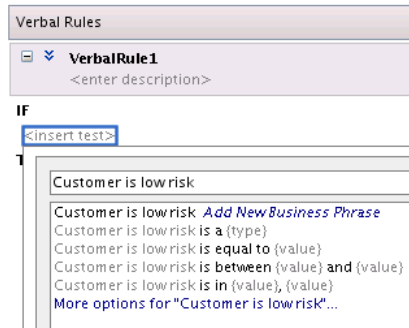 Verbal Rules
VerbalRule1
<enter description>
IF
<insert test>
T
Customer is low risk
Customer is low risk Add New Business Phrase
Customer is low risk is a {type}
Customer is low risk is equal to {value}
Customer is low risk is between {value} and {value}
Customer is low risk is in {value}, {value}
More options for "Customer is low risk"...